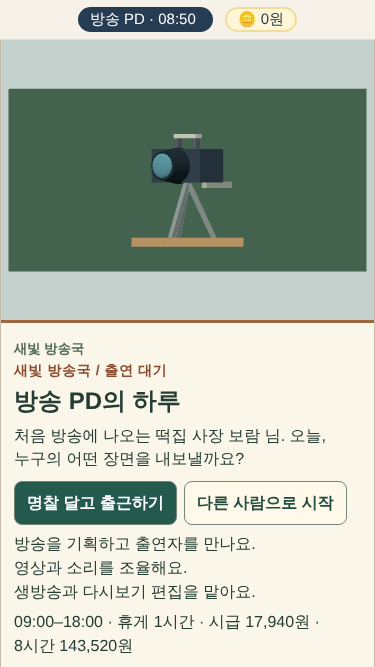 방송 PD · 08:50
🪙 0원
새빛 방송국
새빛 방송국 / 출연 대기
방송 PD의 하루
처음 방송에 나오는 떡집 사장 보람 님. 오늘,
누구의 어떤 장면을 내보낼까요?
명찰 달고 출근하기
다른 사람으로 시작
방송을 기획하고 출연자를 만나요.
영상과 소리를 조율해요.
생방송과 다시보기 편집을 맡아요.
09:00–18:00 · 휴게 1시간 · 시급 17,940원 ·
8시간 143,520원